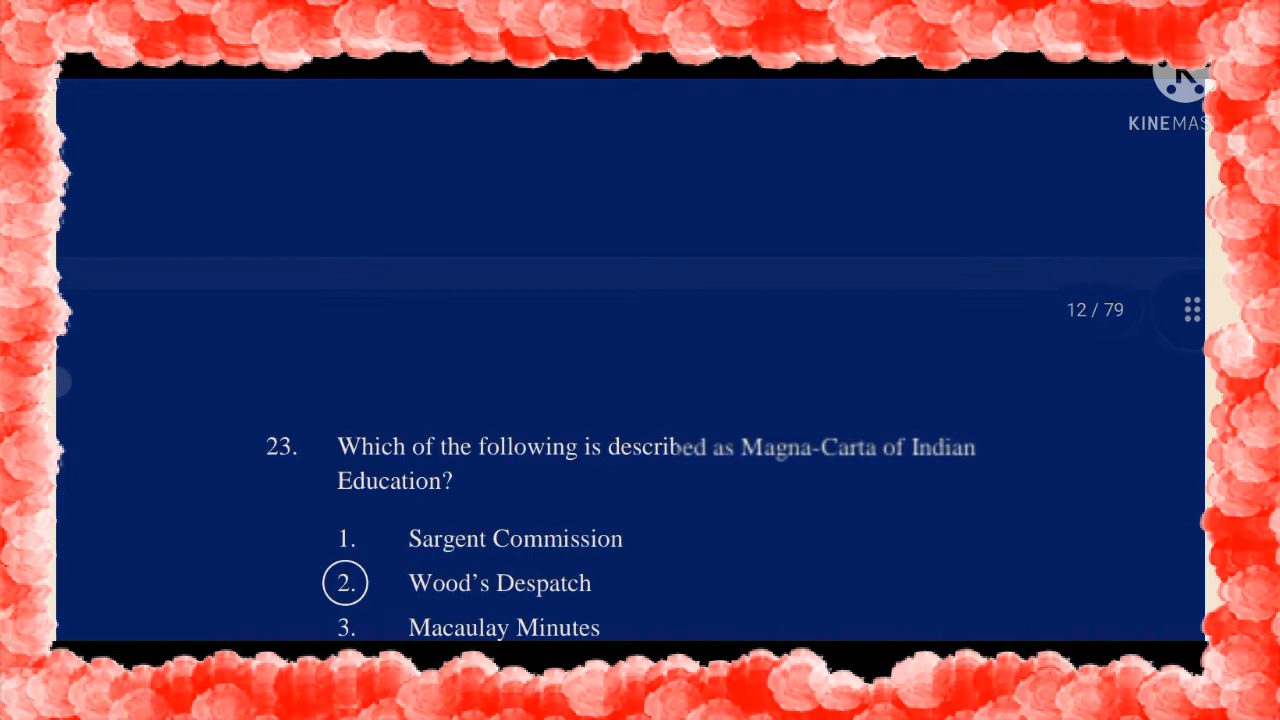 KINEMAS
12 / 79
23. Which of the following is described as Magna-Carta of Indian
Education?
1. Sargent Commission
2. Wood's Despatch
3. Macaulay Minutes